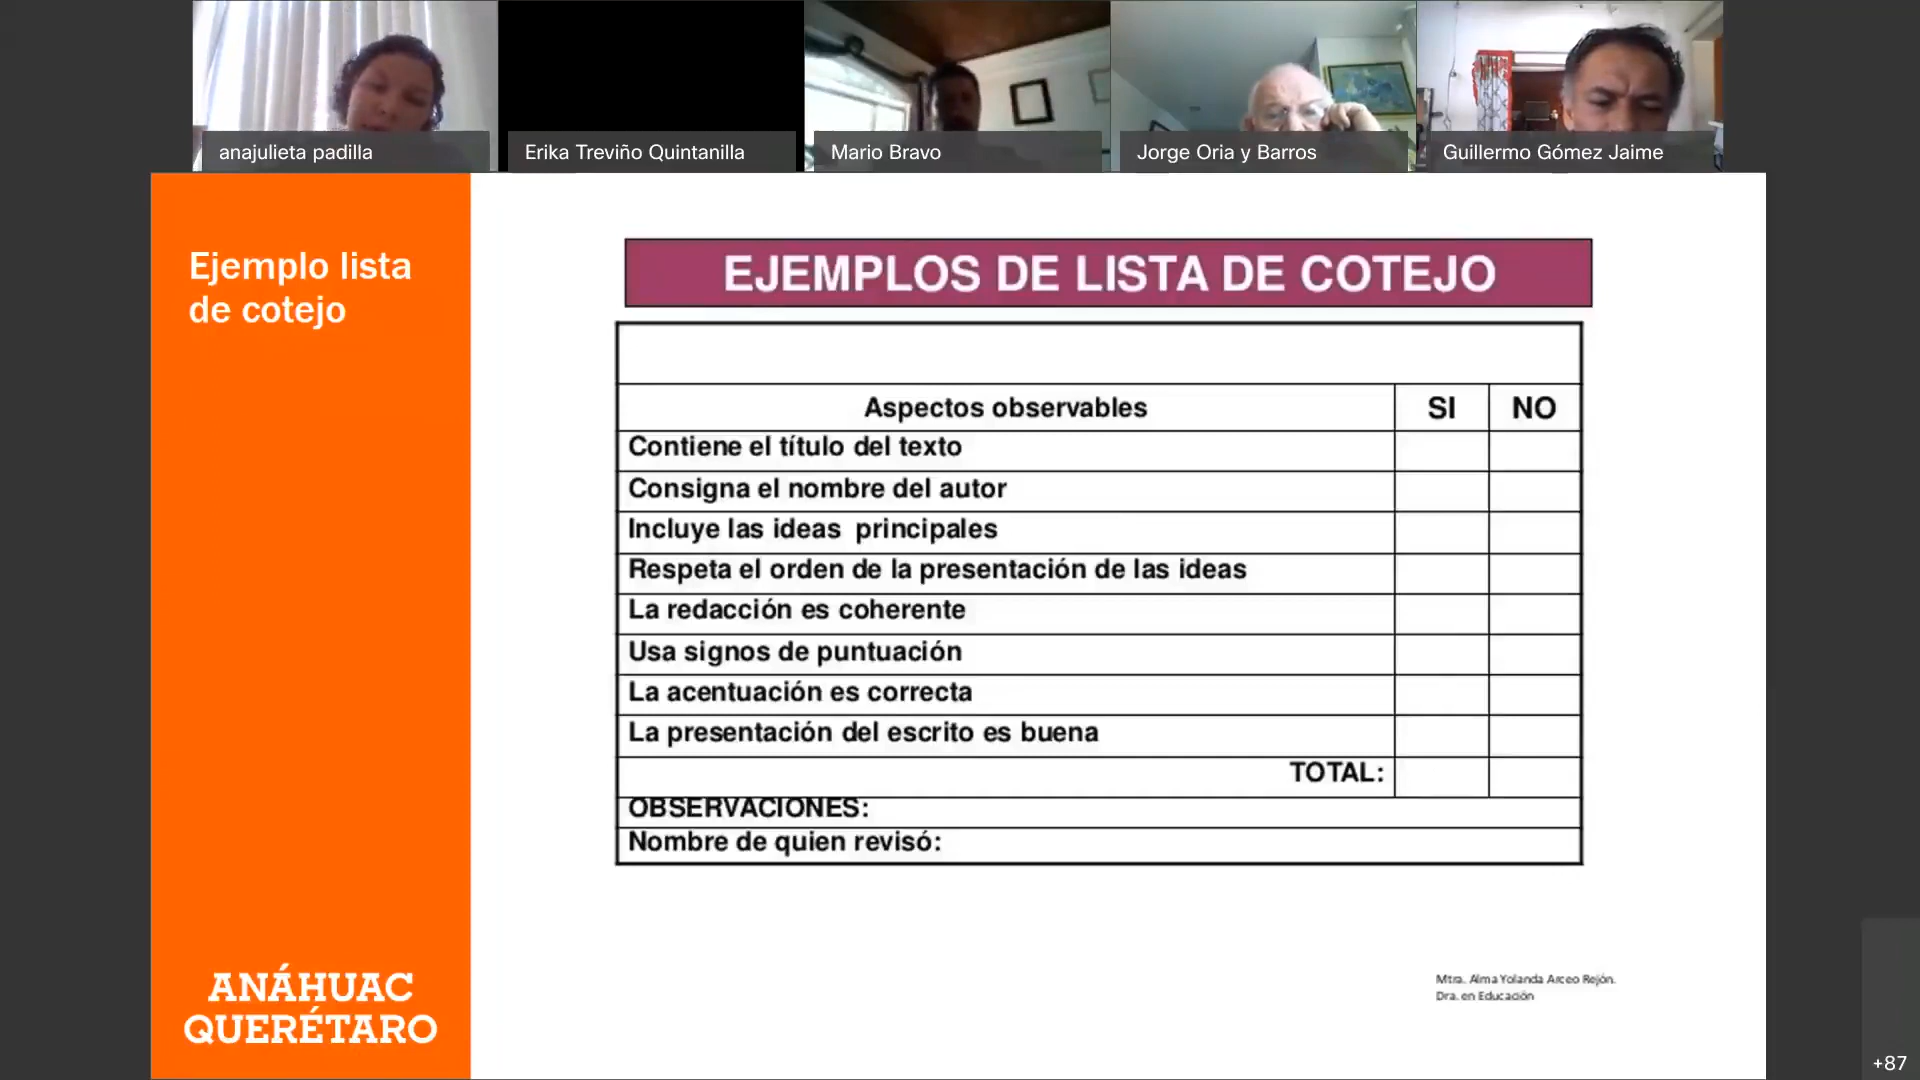 anajulieta padilla
Erika Treviño Quintanilla
Mario Bravo
Jorge Oria y Barros
Guillermo Gómez Jaime
Ejemplo lista
de cotejo
EJEMPLOS DE LISTA DE COTEJO
Aspectos observables SI NO
Contiene el título del texto
Consigna el nombre del autor
Incluye las ideas principales
Respeta el orden de la presentación de las ideas
La redacción es coherente
Usa signos de puntuación
La acentuación es correcta
La presentación del escrito es buena
TOTAL:
OBSERVACIONES:
Nombre de quien revisó:
ANÁHUAC
QUERÉTARO
Mtra. Alma Yolanda Arceo Rejón.
Dra. en Educación
+87